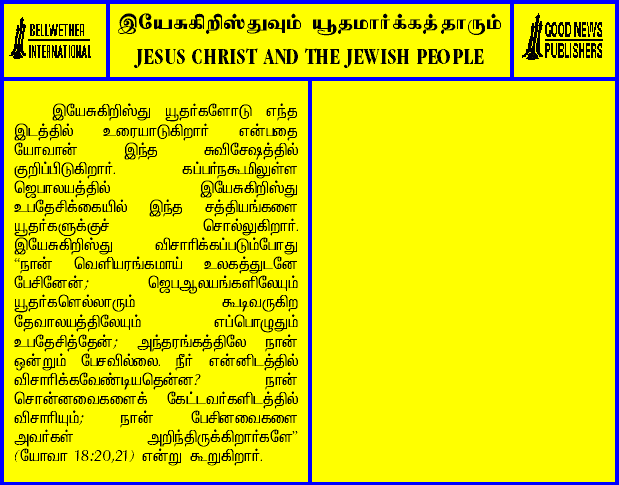 BELLWETHER
INTERNATIONAL
இயேசுகிறிஸ்துவும் யூதமார்க்கத்தாரும்
JESUS CHRIST AND THE JEWISH PEOPLE
GOOD NEWS
PUBLISHERS
இயேசுகிறிஸ்து யூதர்களோடு எந்த
இடத்தில் உரையாடுகிறார் என்பதை
யோவான் இந்த சுவிசேஷத்தில்
குறிப்பிடுகிறார். கப்பர்நகூமிலுள்ள
ஜெபாலயத்தில் இயேசுகிறிஸ்து
உபதேசிக்கையில் இந்த சத்தியங்களை
யூதர்களுக்குச் சொல்லுகிறார்.
இயேசுகிறிஸ்து விசாரிக்கப்படும்போது
“நான் வெளியரங்கமாய் உலகத்துடனே
பேசினேன்; ஜெபஆலயங்களிலேயும்
யூதர்களெல்லாரும் கூடிவருகிற
தேவாலயத்திலேயும் எப்பொழுதும்
உபதேசித்தேன்; அந்தரங்கத்திலே நான்
ஒன்றும் பேசவில்லை. நீர் என்னிடத்தில்
விசாரிக்கவேண்டியதென்ன? நான்
சொன்னவைகளைக் கேட்டவர்களிடத்தில்
விசாரியும்; நான் பேசினவைகளை
அவர்கள் அறிந்திருக்கிறார்களே”
(யோவா 18:20,21) என்று கூறுகிறார்.